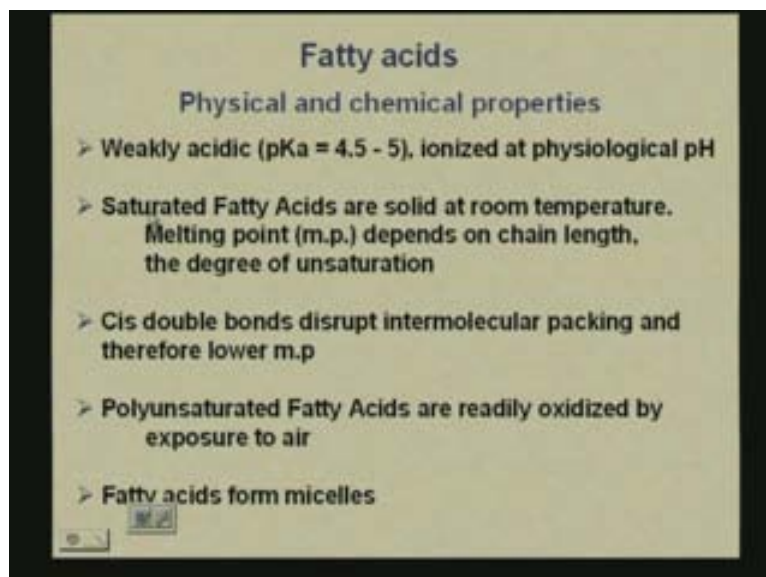 Fatty acids
Physical and chemical properties
➢ Weakly acidic (pKa = 4.5 - 5), ionized at physiological pH
➢ Saturated Fatty Acids are solid at room temperature.
Melting point (m.p.) depends on chain length,
the degree of unsaturation
➢ Cis double bonds disrupt intermolecular packing and
therefore lower m.p
➢ Polyunsaturated Fatty Acids are readily oxidized by
exposure to air
➢ Fatty acids form micelles